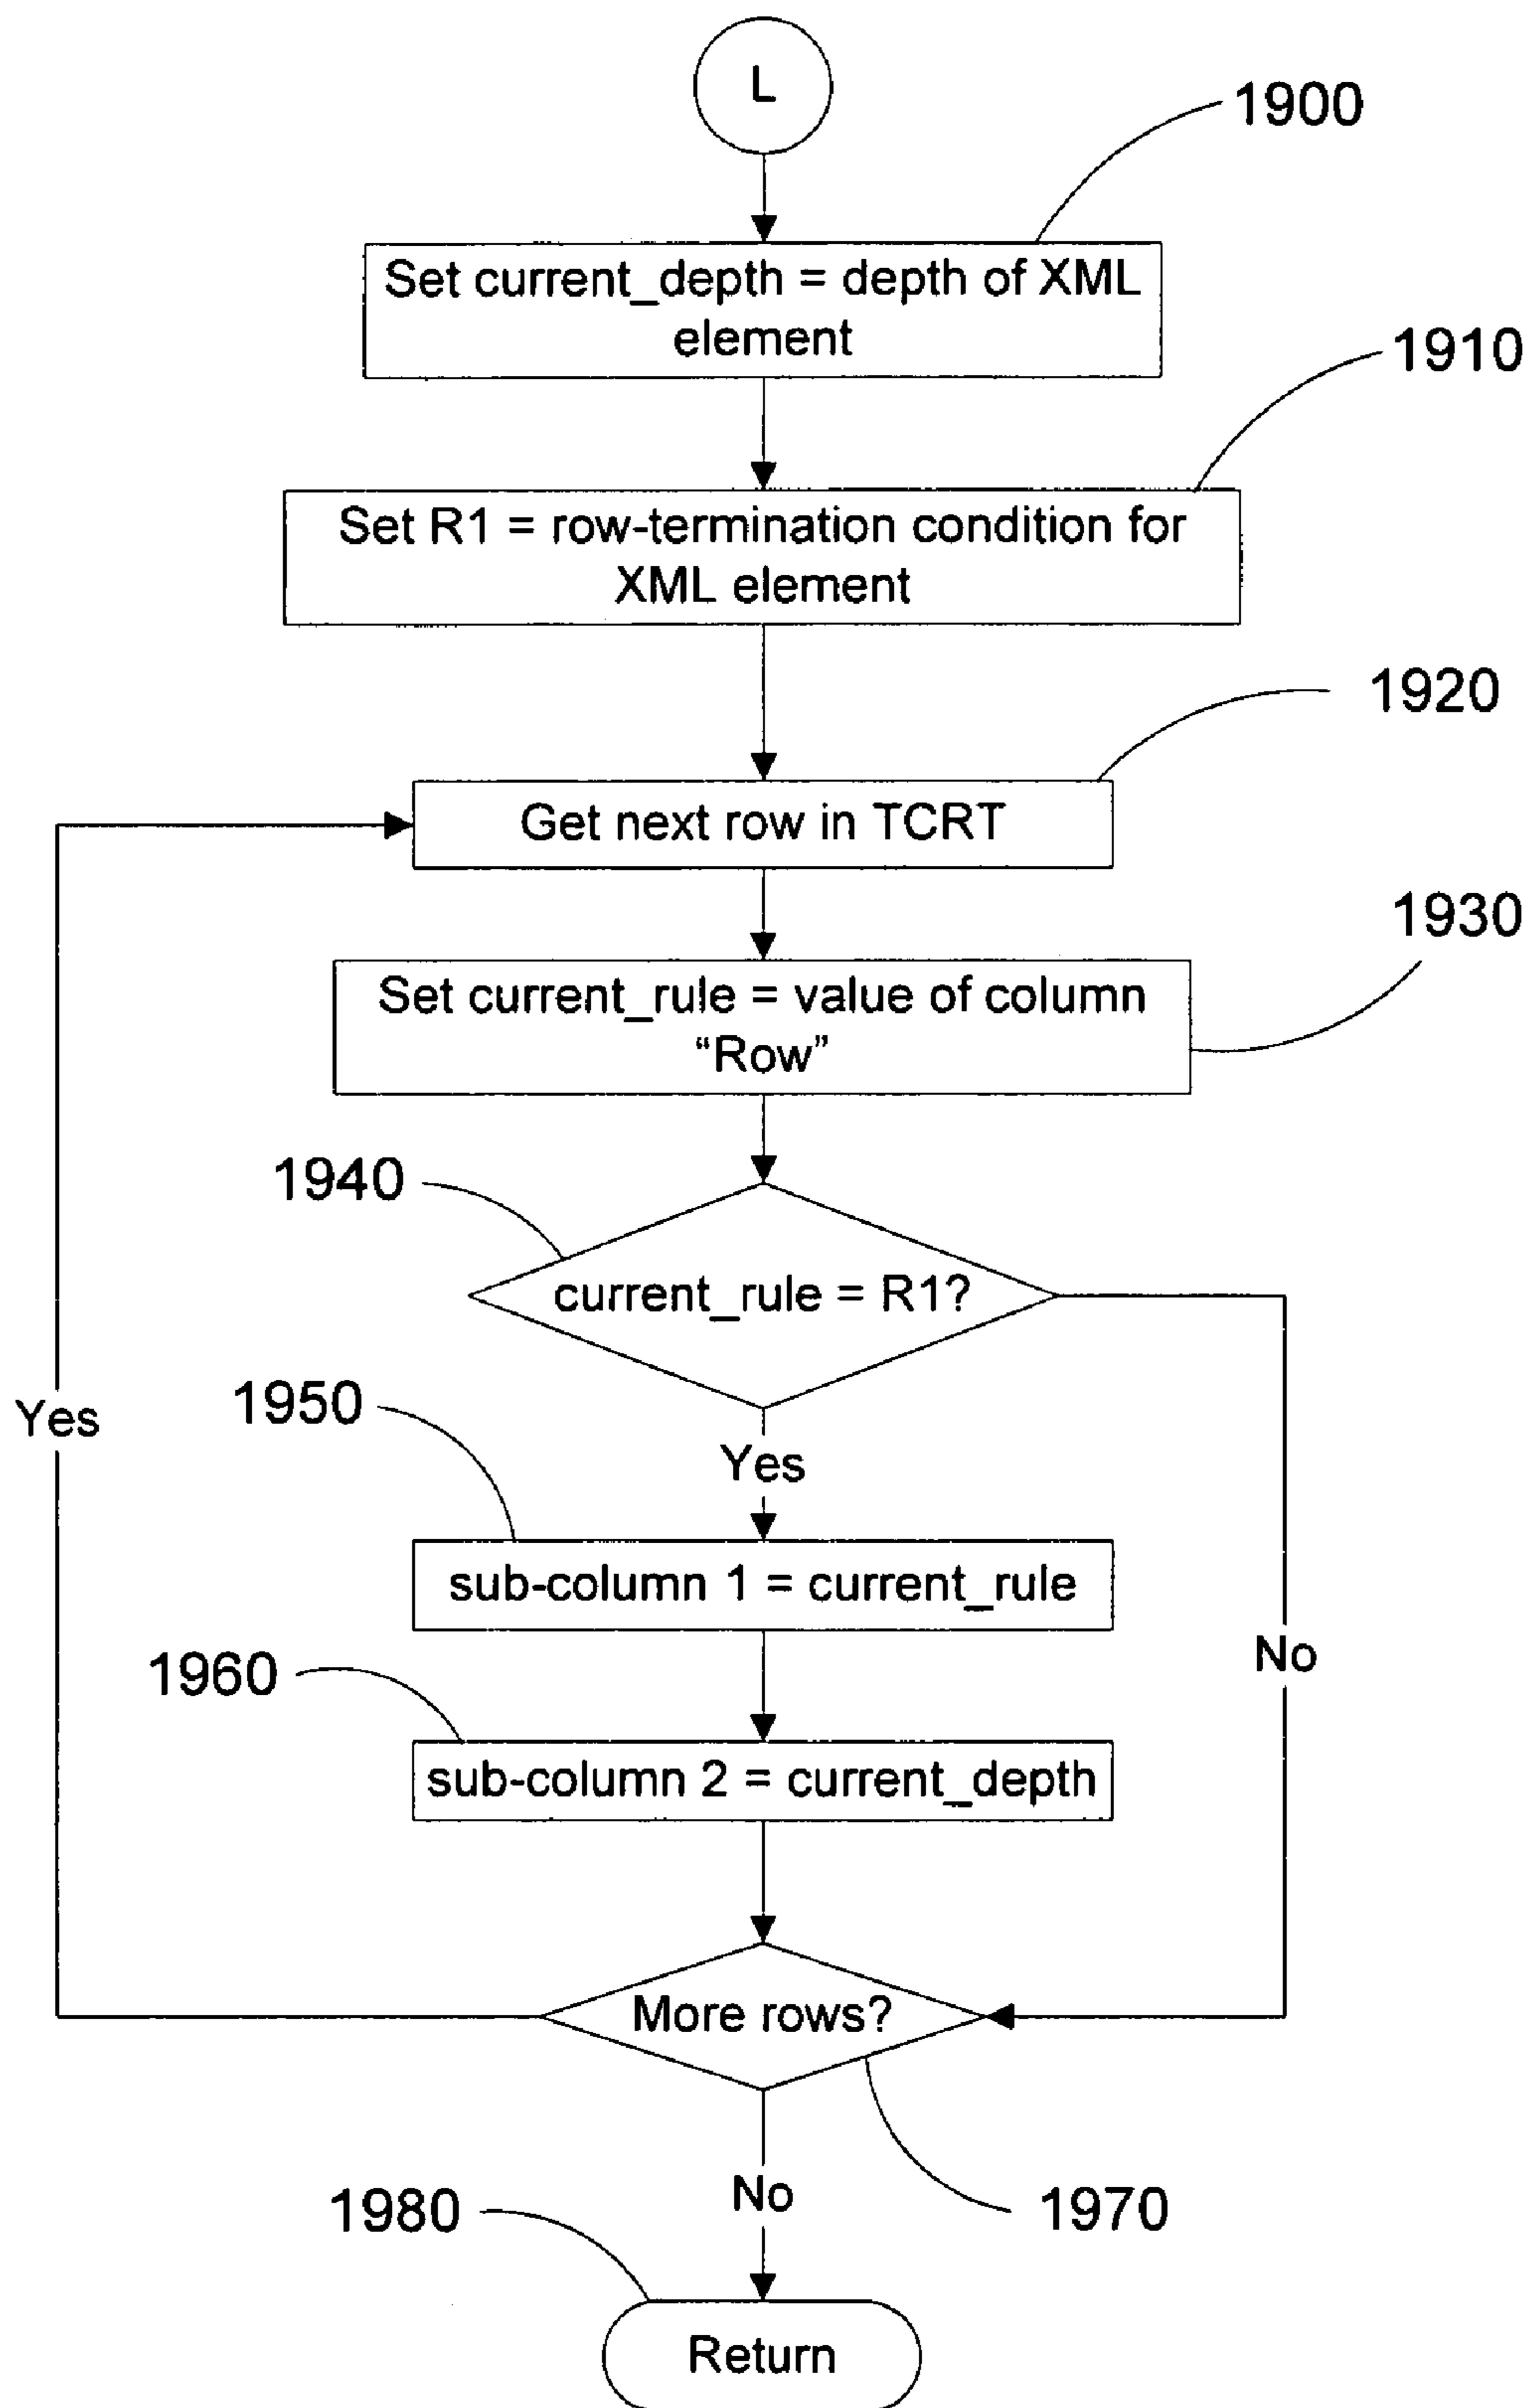 L
1900
Set current_depth = depth of XML
element
1910
Set R1 = row-termination condition for
XML element
1920
Get next row in TCRT
1930
Set current_rule = value of column
“Row”
1940
current_rule = R1?
Yes
1950
Yes
sub-column 1 = current_rule
No
1960
sub-column 2 = current_depth
More rows?
No
1970
1980
Return